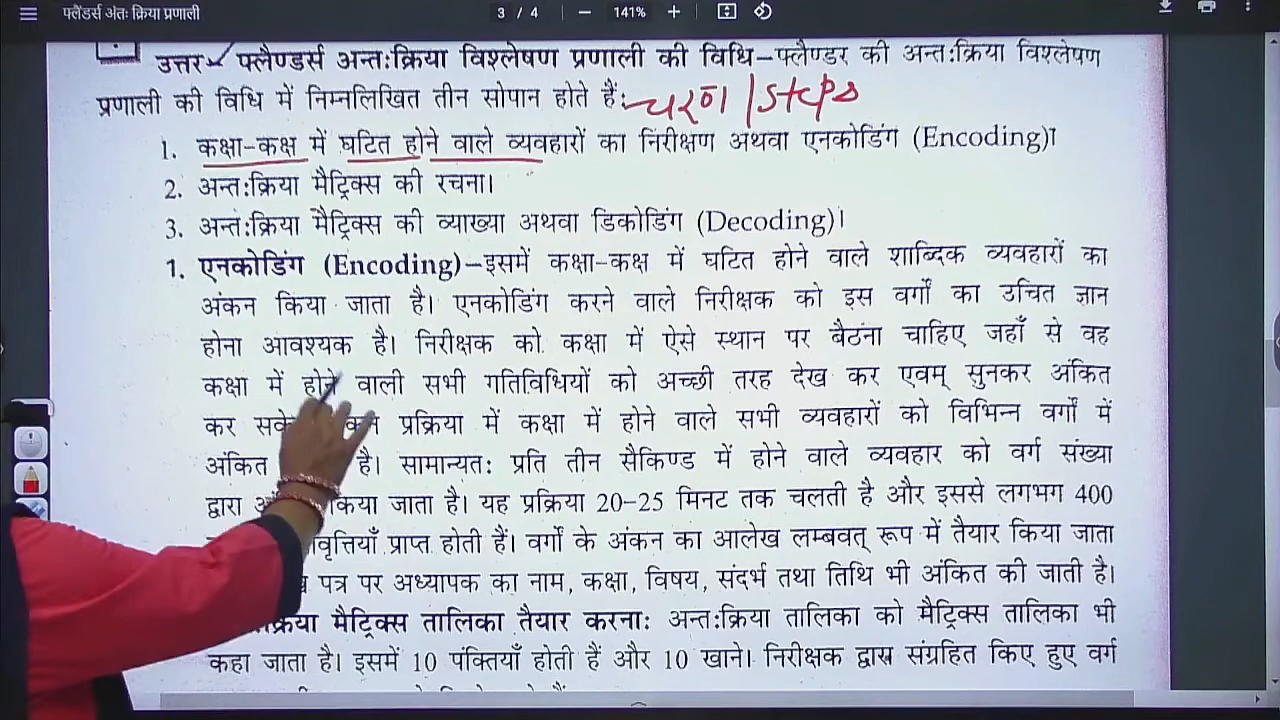 फ्लेंडर्स अंतः क्रिया प्रणाली
3 / 4
141%
उत्तर फ्लैण्डर्स अन्तःक्रिया विश्लेषण प्रणाली की विधि–फ्लैण्डर की अन्तःक्रिया विश्लेषण
प्रणाली की विधि में निम्नलिखित तीन सोपान होते हैं: चरण / Steps
1. कक्षा-कक्ष में घटित होने वाले व्यवहारों का निरीक्षण अथवा एनकोडिंग (Encoding)।
2. अन्तःक्रिया मैट्रिक्स की रचना।
3. अन्तःक्रिया मैट्रिक्स की व्याख्या अथवा डिकोडिंग (Decoding)।
1. एनकोडिंग (Encoding)–इसमें कक्षा-कक्ष में घटित होने वाले शाब्दिक व्यवहारों का
अंकन किया जाता है। एनकोडिंग करने वाले निरीक्षक को इस वर्गों का उचित ज्ञान
होना आवश्यक है। निरीक्षक को कक्षा में ऐसे स्थान पर बैठना चाहिए जहाँ से वह
कक्षा में होने वाली सभी गतिविधियों को अच्छी तरह देख कर एवम् सुनकर अंकित
कर सके प्रक्रिया में कक्षा में होने वाले सभी व्यवहारों को विभिन्न वर्गों में
अंकित है। सामान्यतः प्रति तीन सैकिण्ड में होने वाले व्यवहार को वर्ग संख्या
द्वारा किया जाता है। यह प्रक्रिया 20–25 मिनट तक चलती है और इससे लगभग 400
प्राप्त होती हैं। वर्गों के अंकन का आलेख लम्बवत् रूप में तैयार किया जाता
पत्र पर अध्यापक का नाम, कक्षा, विषय, संदर्भ तथा तिथि भी अंकित की जाती है।
मैट्रिक्स तालिका तैयार करना: अन्तःक्रिया तालिका को मैट्रिक्स तालिका भी
कहा जाता है। इसमें 10 पंक्तियाँ होती हैं और 10 खाने। निरीक्षक द्वारा संग्रहित किए हुए वर्ग